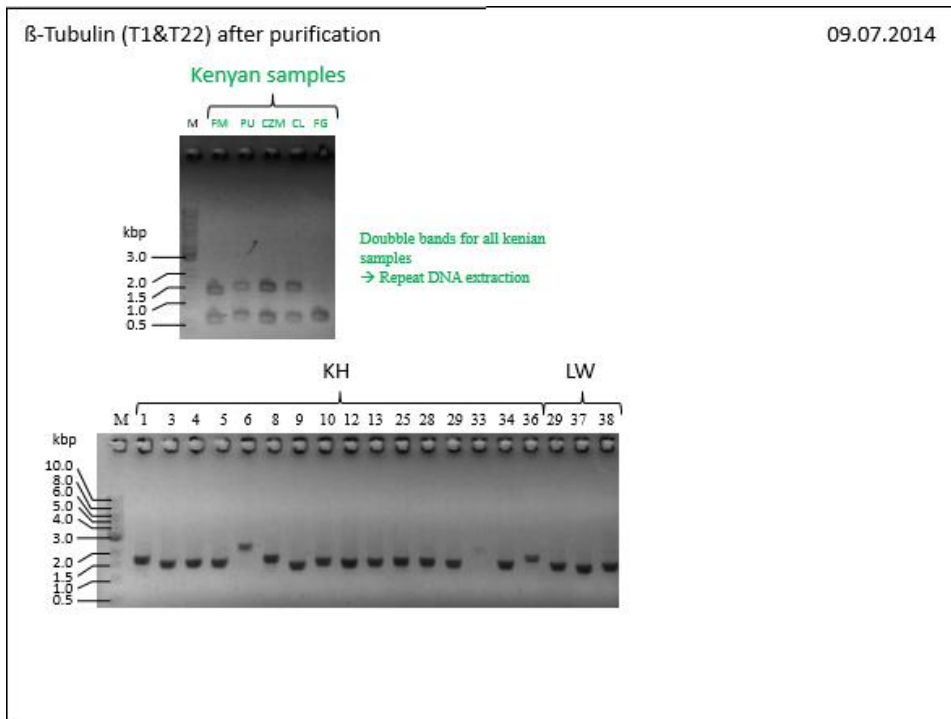 ß-Tubulin (T1&T22) after purification 09.07.2014
Kenyan samples
M PM PU CZM CL FG
kbp
3.0
2.0
1.5
1.0
0.5
Doubble bands for all kenian
samples
→ Repeat DNA extraction
KH LW
M 1 3 4 5 6 8 9 10 12 13 25 28 29 33 34 36 29 37 38
kbp
10.0
8.0
6.0
5.0
4.0
3.0
2.0
1.5
1.0
0.5